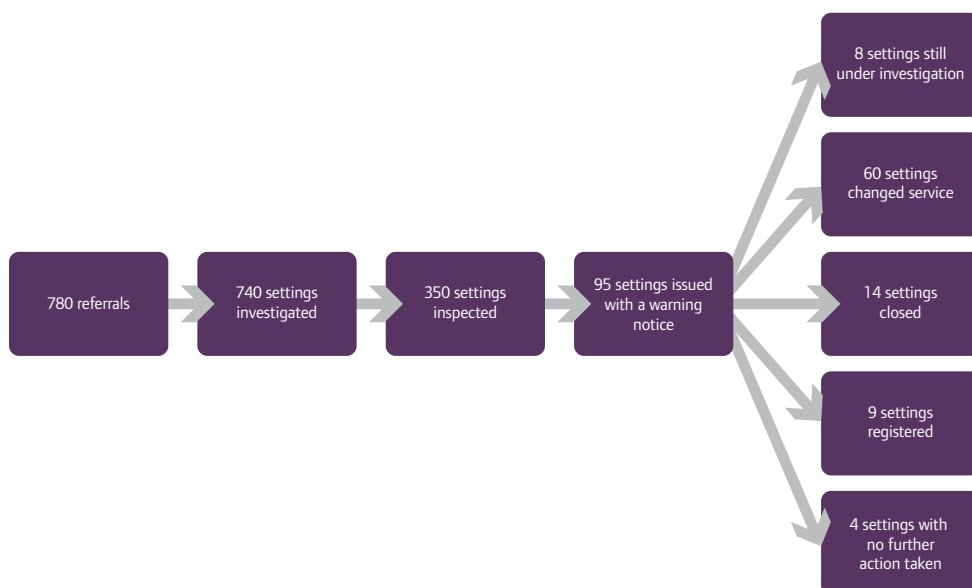 780 referrals
740 settings
investigated
350 settings
inspected
95 settings issued
with a warning
notice
8 settings still
under investigation
60 settings
changed service
14 settings
closed
9 settings
registered
4 settings with
no further
action taken